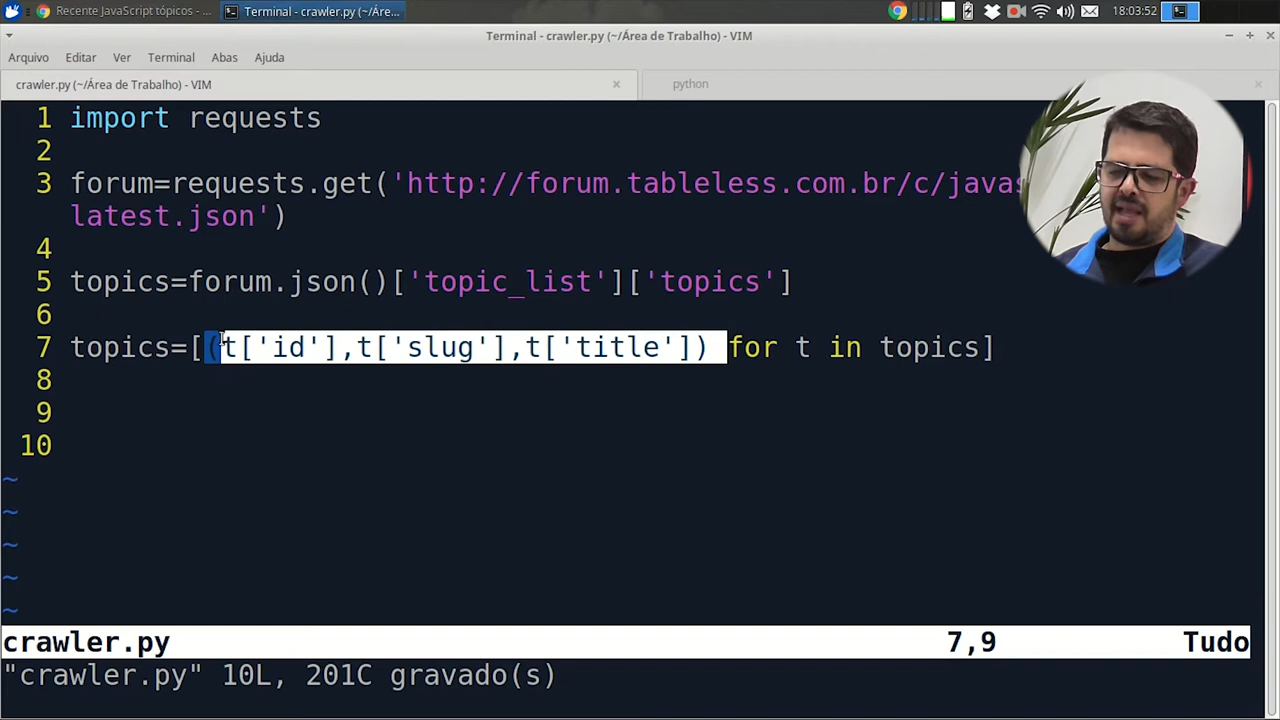 Recente JavaScript tópicos - ...
Terminal - crawler.py (~/Áre...
18:03:52
Terminal - crawler.py (~/Área de Trabalho) - VIM
Arquivo Editar Ver Terminal Abas Ajuda
crawler.py (~/Área de Trabalho) - VIM
python
1 import requests
2
3 forum=requests.get('http://forum.tableless.com.br/c/javas
latest.json')
4
5 topics=forum.json()['topic_list']['topics']
6
7 topics=[(t['id'],t['slug'],t['title']) for t in topics]
8
9
10
~
~
~
~
~
crawler.py 7,9 Tudo
"crawler.py" 10L, 201C gravado(s)